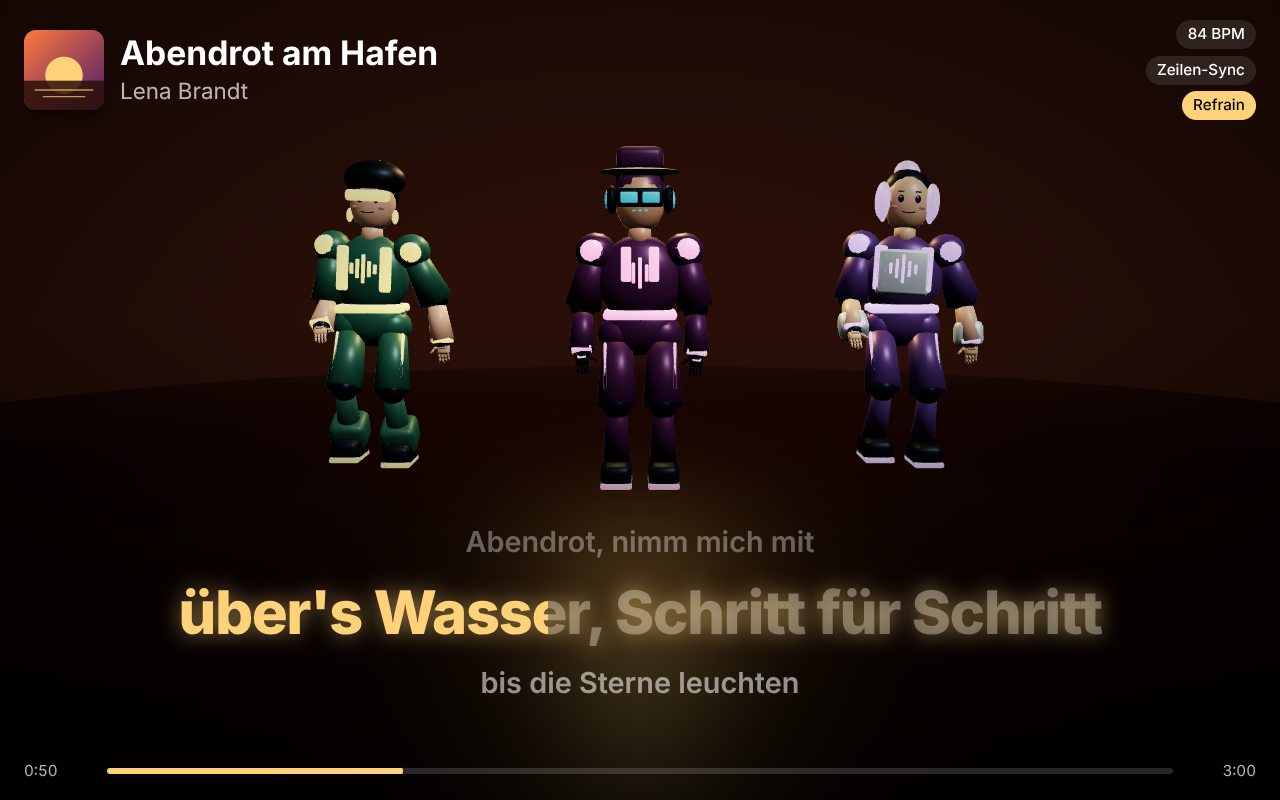 Abendrot am Hafen
Lena Brandt
84 BPM
Zeilen-Sync
Refrain
Abendrot, nimm mich mit
über's Wasser, Schritt für Schritt
bis die Sterne leuchten
0:50
3:00